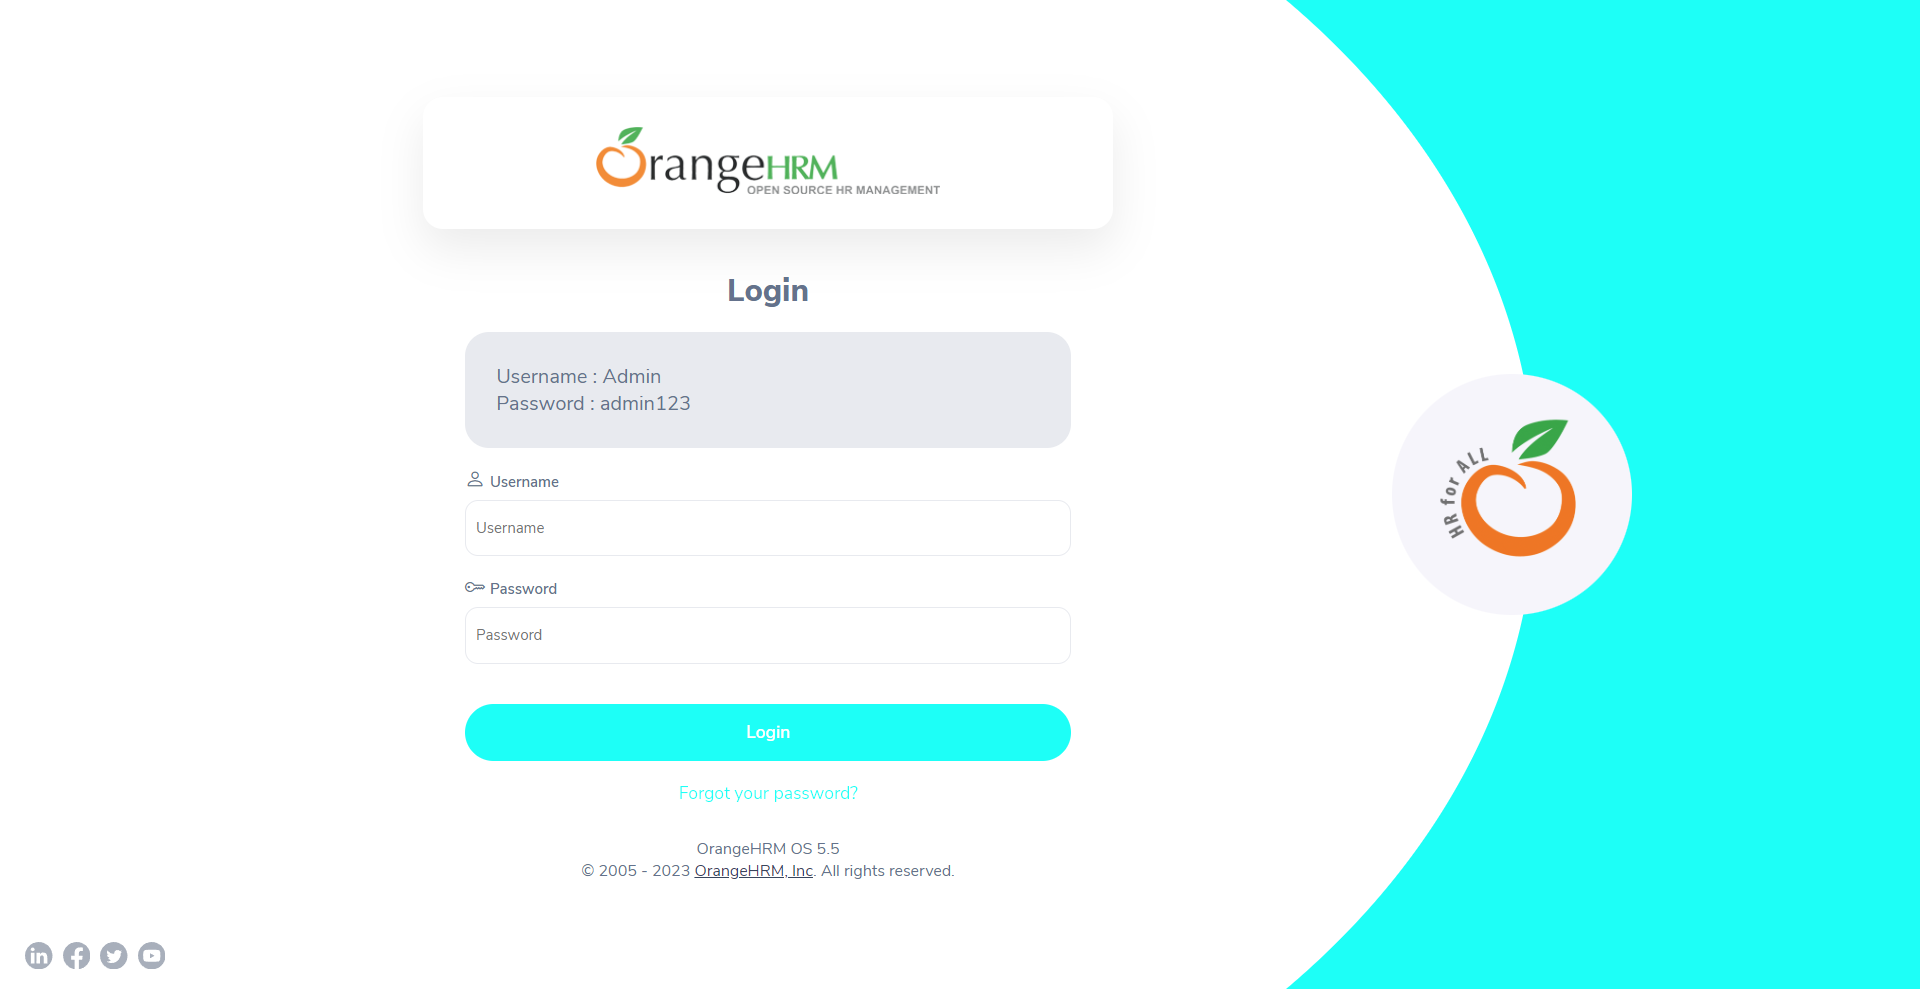 OrangeHRM
OPEN SOURCE HR MANAGEMENT
Login
Username : Admin
Password : admin123
Username
Username
Password
Password
Login
Forgot your password?
OrangeHRM OS 5.5
© 2005 - 2023 OrangeHRM, Inc. All rights reserved.
HR for ALL